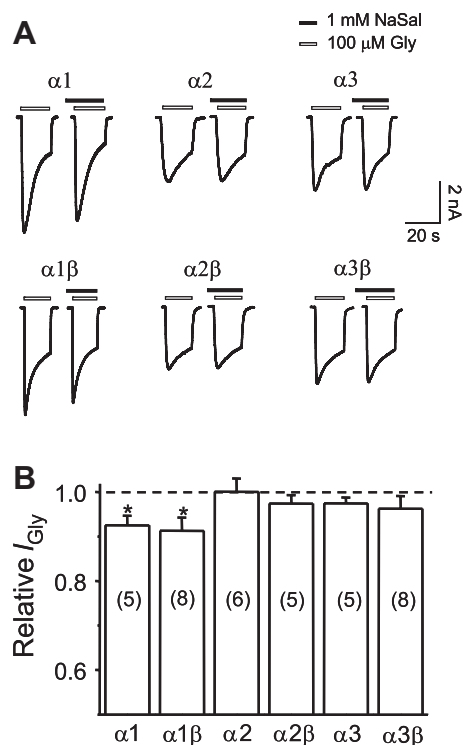 A
1 mM NaSal
100 μM Gly
α1 α2 α3
2 nA
20 s
α1β α2β α3β
B
Relative I Gly
1.0
0.8
0.6
* *
(5) (8) (6) (5) (5) (8)
α1 α1β α2 α2β α3 α3β